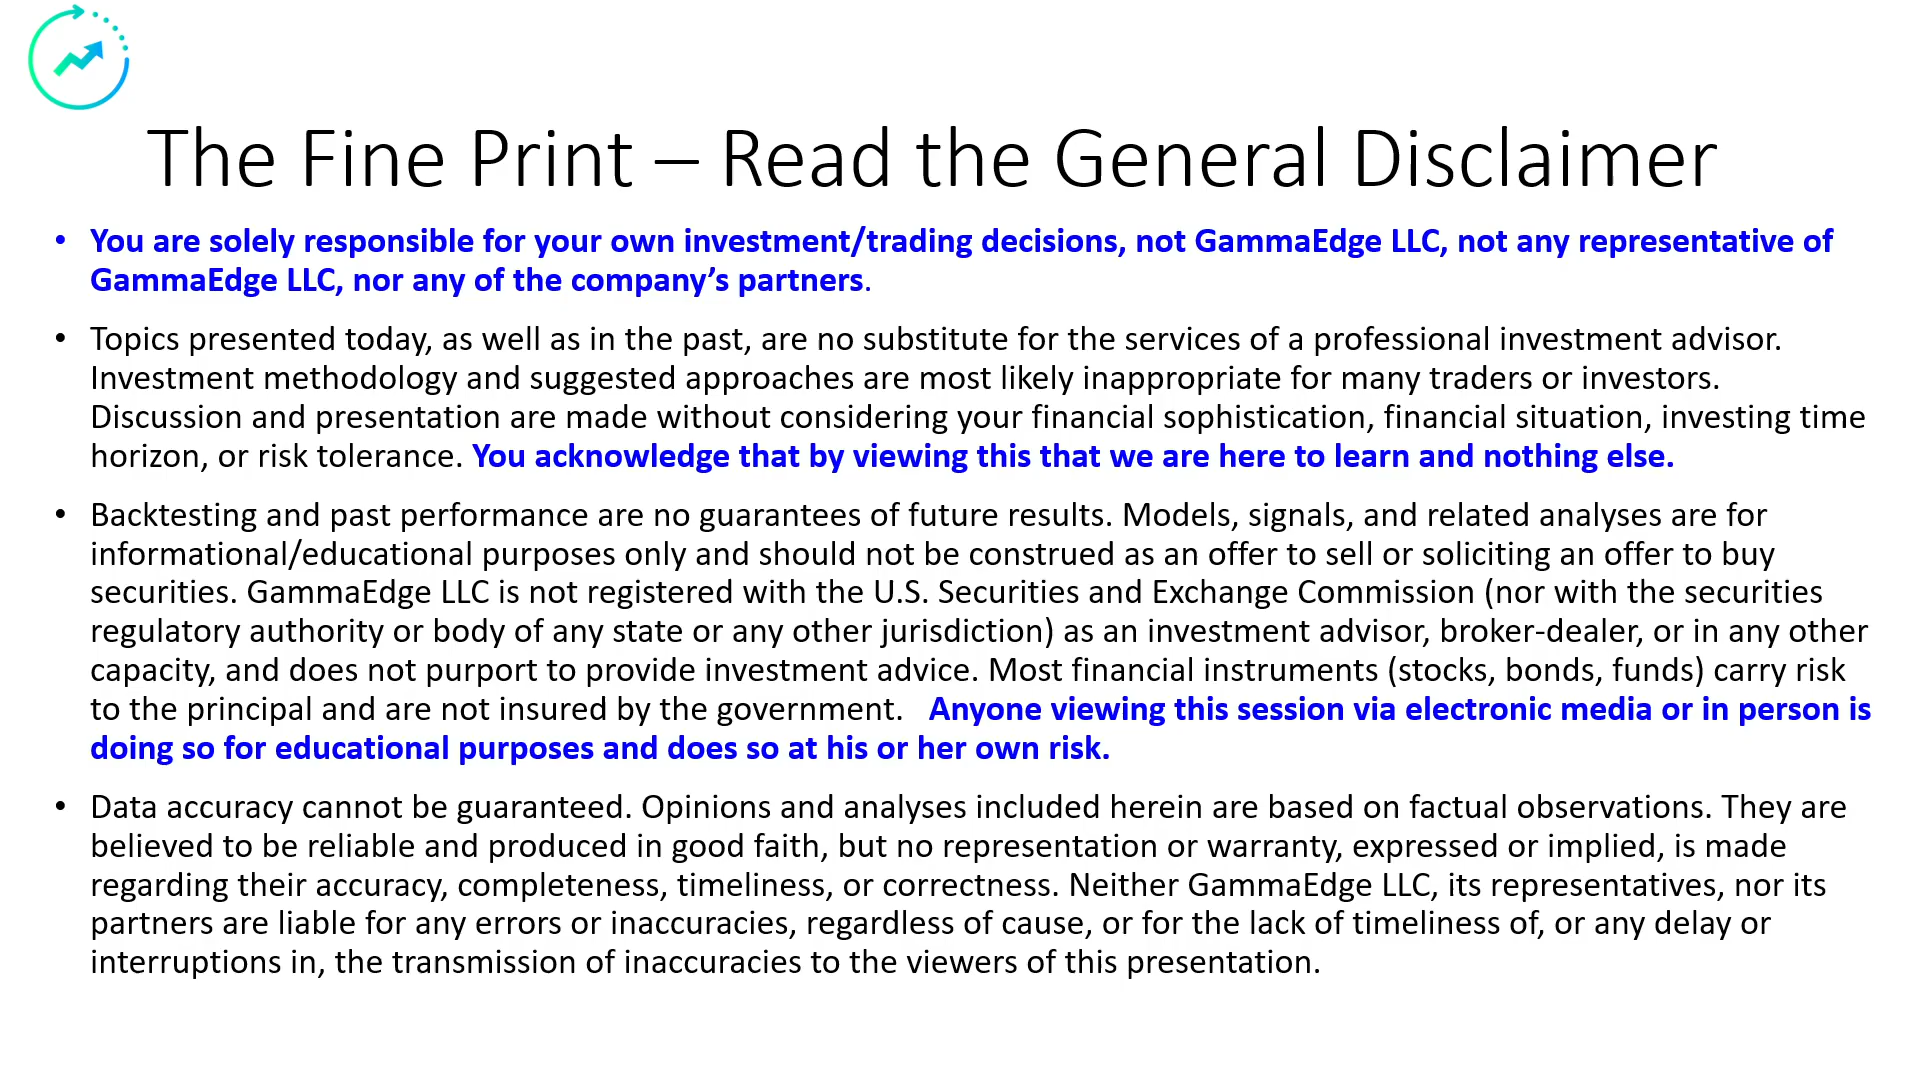 The Fine Print – Read the General Disclaimer
• You are solely responsible for your own investment/trading decisions, not GammaEdge LLC, not any representative of
GammaEdge LLC, nor any of the company’s partners.
• Topics presented today, as well as in the past, are no substitute for the services of a professional investment advisor.
Investment methodology and suggested approaches are most likely inappropriate for many traders or investors.
Discussion and presentation are made without considering your financial sophistication, financial situation, investing time
horizon, or risk tolerance. You acknowledge that by viewing this that we are here to learn and nothing else.
• Backtesting and past performance are no guarantees of future results. Models, signals, and related analyses are for
informational/educational purposes only and should not be construed as an offer to sell or soliciting an offer to buy
securities. GammaEdge LLC is not registered with the U.S. Securities and Exchange Commission (nor with the securities
regulatory authority or body of any state or any other jurisdiction) as an investment advisor, broker-dealer, or in any other
capacity, and does not purport to provide investment advice. Most financial instruments (stocks, bonds, funds) carry risk
to the principal and are not insured by the government. Anyone viewing this session via electronic media or in person is
doing so for educational purposes and does so at his or her own risk.
• Data accuracy cannot be guaranteed. Opinions and analyses included herein are based on factual observations. They are
believed to be reliable and produced in good faith, but no representation or warranty, expressed or implied, is made
regarding their accuracy, completeness, timeliness, or correctness. Neither GammaEdge LLC, its representatives, nor its
partners are liable for any errors or inaccuracies, regardless of cause, or for the lack of timeliness of, or any delay or
interruptions in, the transmission of inaccuracies to the viewers of this presentation.